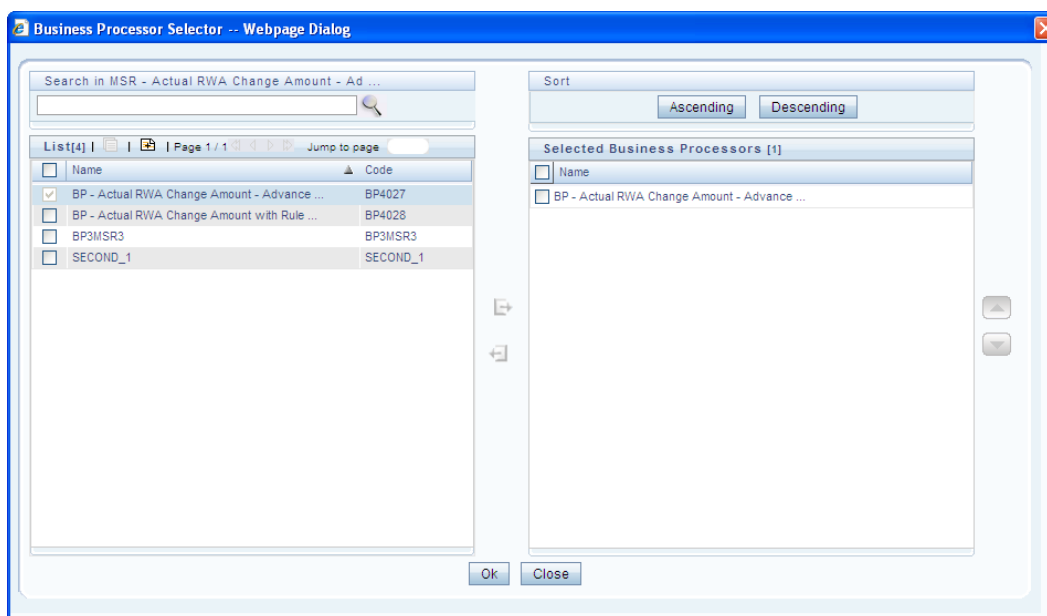 Business Processor Selector -- Webpage Dialog
Search in MSR - Actual RWA Change Amount - Ad ...
List[4] | | | Page 1 / 1 Jump to page
Name Code
BP - Actual RWA Change Amount - Advance ... BP4027
BP - Actual RWA Change Amount with Rule ... BP4028
BP3MSR3 BP3MSR3
SECOND_1 SECOND_1
Sort
Ascending Descending
Selected Business Processors [1]
Name
BP - Actual RWA Change Amount - Advance ...
Ok Close